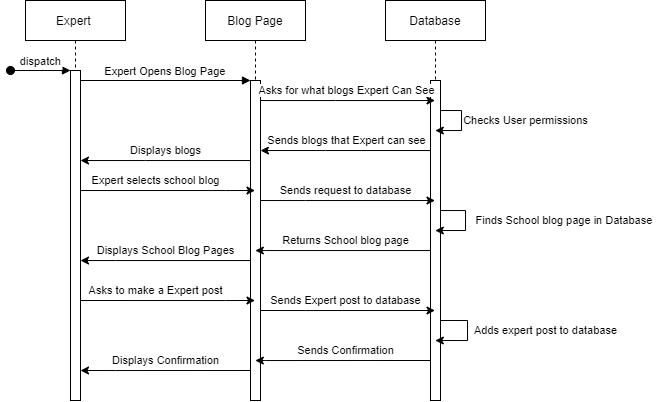 Expert
Blog Page
Database
dispatch
Expert Opens Blog Page
Asks for what blogs Expert Can See
Checks User permissions
Sends blogs that Expert can see
Displays blogs
Expert selects school blog
Sends request to database
Finds School blog page in Database
Returns School blog page
Displays School Blog Pages
Asks to make a Expert post
Sends Expert post to database
Adds expert post to database
Sends Confirmation
Displays Confirmation